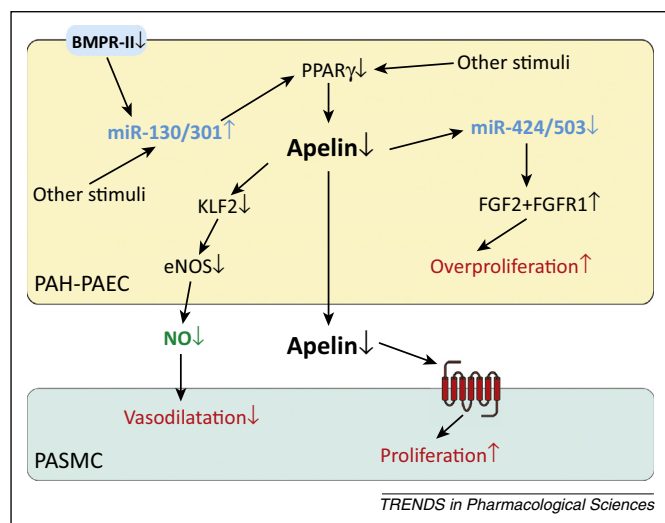 BMPR-II↓
PPARγ↓
Other stimuli
miR-130/301↑
Apelin↓
miR-424/503↓
Other stimuli
KLF2↓
FGF2+FGFR1↑
eNOS↓
Overproliferation↑
PAH-PAEC
NO↓
Apelin↓
Vasodilatation↓
Proliferation↑
PASMC
TRENDS in Pharmacological Sciences